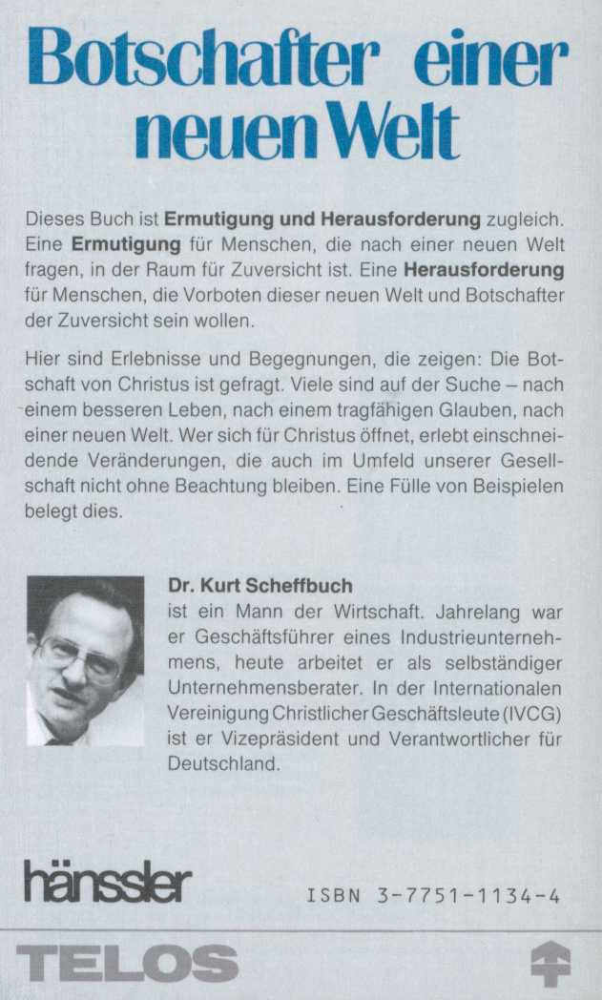 Botschafter einer
neuen Welt
Dieses Buch ist Ermutigung und Herausforderung zugleich.
Eine Ermutigung für Menschen, die nach einer neuen Welt
fragen, in der Raum für Zuversicht ist. Eine Herausforderung
für Menschen, die Vorboten dieser neuen Welt und Botschafter
der Zuversicht sein wollen.
Hier sind Erlebnisse und Begegnungen, die zeigen: Die Bot-
schaft von Christus ist gefragt. Viele sind auf der Suche – nach
einem besseren Leben, nach einem tragfähigen Glauben, nach
einer neuen Welt. Wer sich für Christus öffnet, erlebt einschnei-
dende Veränderungen, die auch im Umfeld unserer Gesell-
schaft nicht ohne Beachtung bleiben. Eine Fülle von Beispielen
belegt dies.
Dr. Kurt Scheffbuch
ist ein Mann der Wirtschaft. Jahrelang war
er Geschäftsführer eines Industrieunterneh-
mens, heute arbeitet er als selbständiger
Unternehmensberater. In der Internationalen
Vereinigung Christlicher Geschäftsleute (IVCG)
ist er Vizepräsident und Verantwortlicher für
Deutschland.
hänssler
ISBN 3-7751-1134-4
TELOS